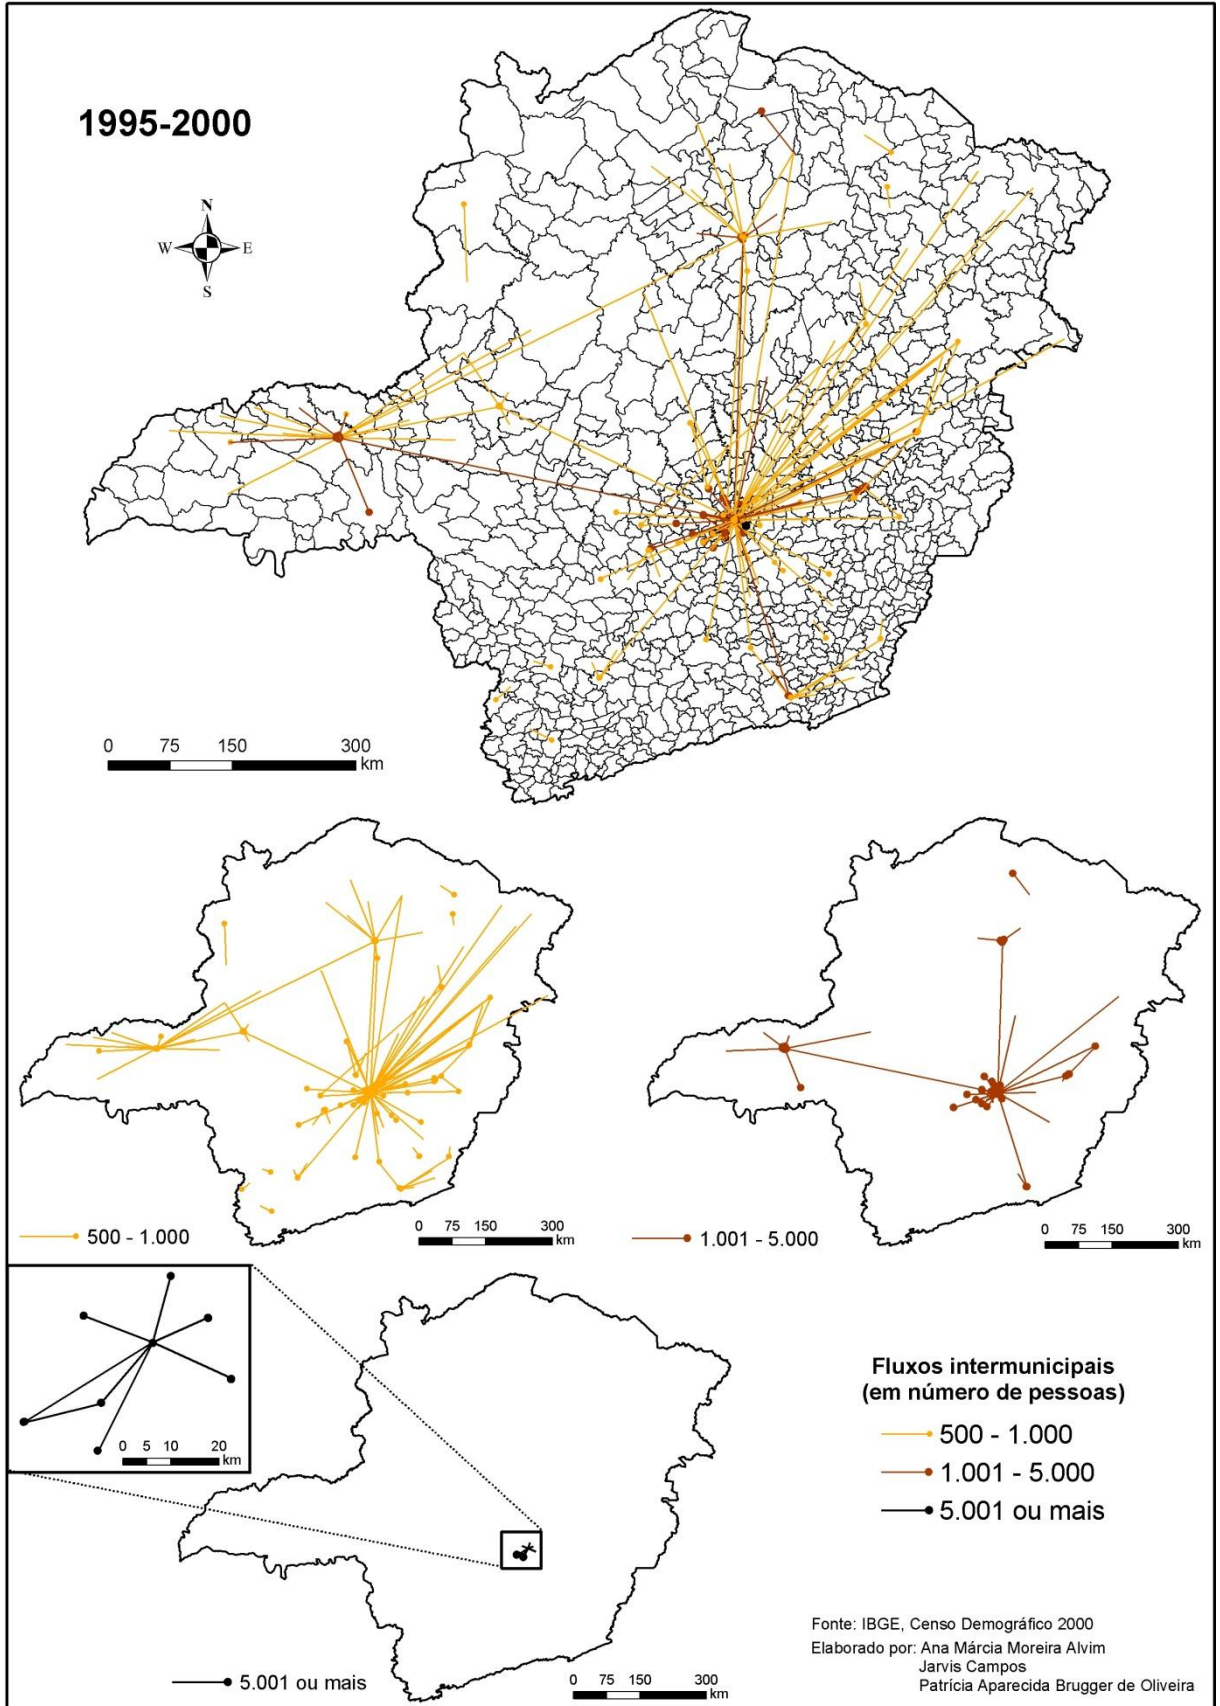 1995-2000
N
W E
S
0 75 150 300
km
500 - 1.000
0 75 150 300
km
1.001 - 5.000
0 75 150 300
km
0 5 10 20
km
Fluxos intermunicipais
(em número de pessoas)
500 - 1.000
1.001 - 5.000
5.001 ou mais
5.001 ou mais
0 75 150 300
km
Fonte: IBGE, Censo Demográfico 2000
Elaborado por: Ana Márcia Moreira Alvim
Jarvis Campos
Patrícia Aparecida Brugger de Oliveira